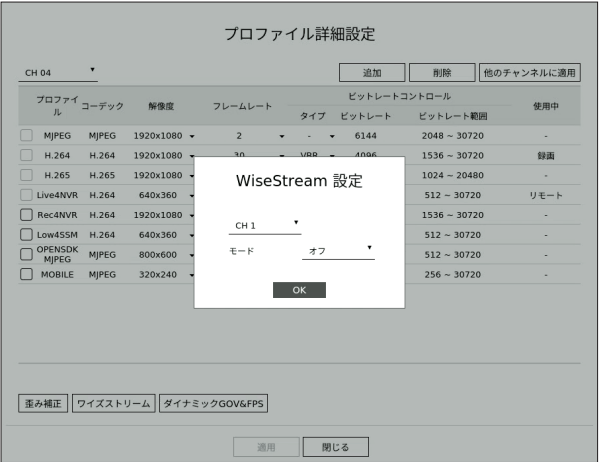 プロファイル詳細設定
CH 04
追加 削除 他のチャンネルに適用
プロファイル コーデック 解像度 フレームレート ビットレートコントロール 使用中
タイプ ビットレート ビットレート範囲
MJPEG MJPEG 1920x1080 2 - 6144 2048 ~ 30720 -
H.264 H.264 1920x1080 30 VBR 4096 1536 ~ 30720 録画
H.265 H.265 1920x1080 1024 ~ 20480 -
Live4NVR H.264 640x360 512 ~ 30720 リモート
Rec4NVR H.264 1920x1080 1536 ~ 30720 -
Low4SSM H.264 640x360 512 ~ 30720 -
OPENSDK MJPEG MJPEG 800x600 512 ~ 30720 -
MOBILE MJPEG 320x240 256 ~ 30720 -
WiseStream 設定
CH 1
モード オフ
OK
歪み補正 ワイズストリーム ダイナミックGOV&FPS
適用 閉じる